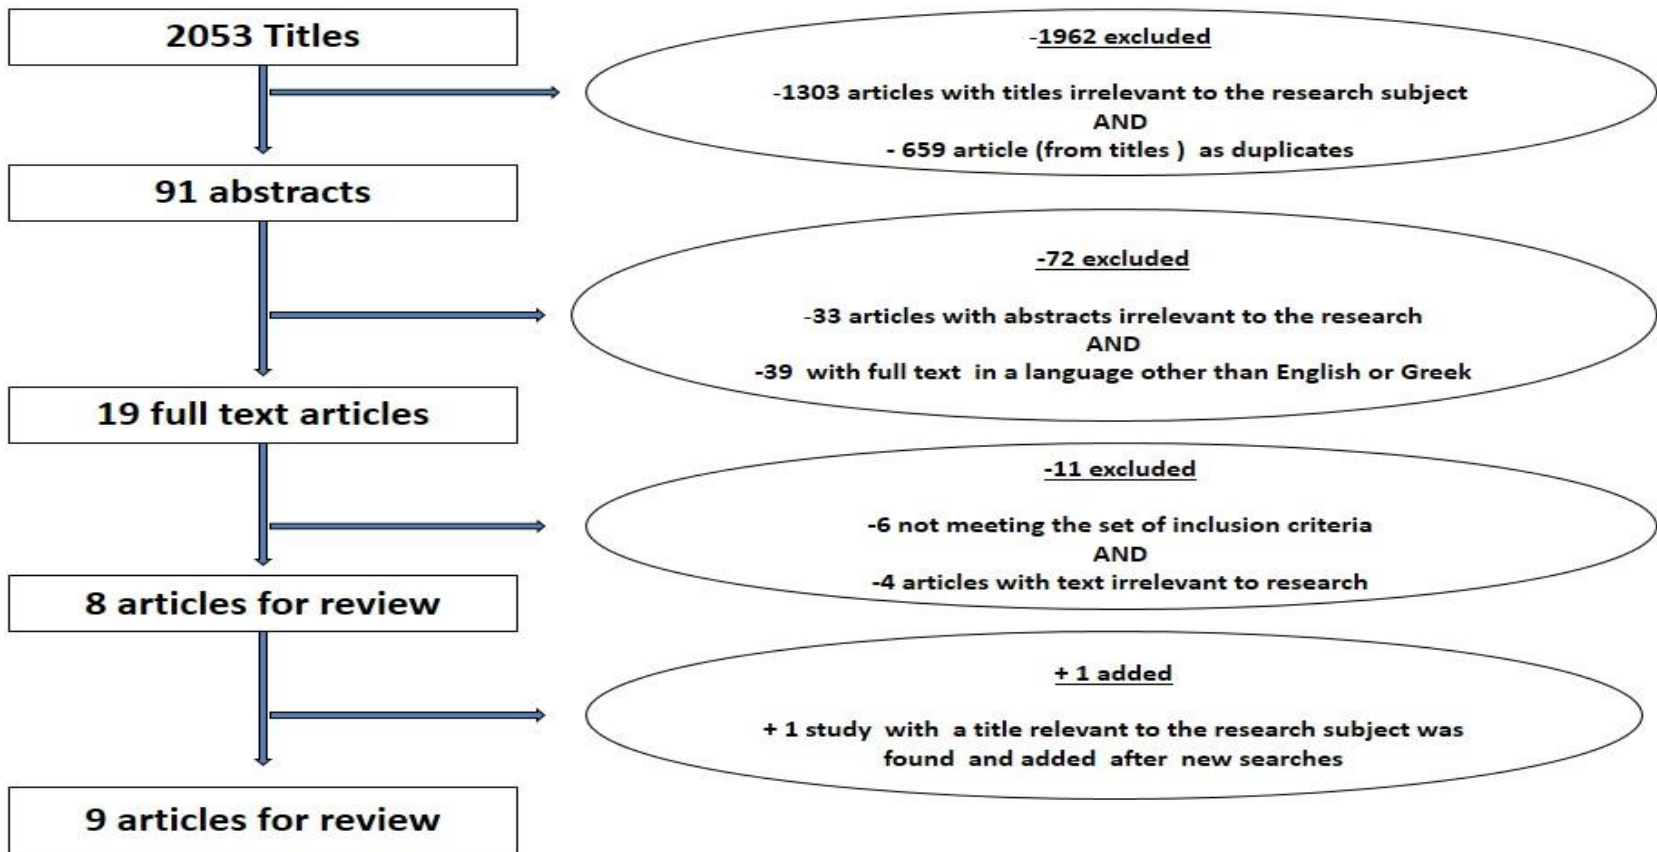 2053 Titles
-1962 excluded
-1303 articles with titles irrelevant to the research subject
AND
- 659 article (from titles ) as duplicates
91 abstracts
-72 excluded
-33 articles with abstracts irrelevant to the research
AND
-39 with full text in a language other than English or Greek
19 full text articles
-11 excluded
-6 not meeting the set of inclusion criteria
AND
-4 articles with text irrelevant to research
8 articles for review
+ 1 added
+ 1 study with a title relevant to the research subject was
found and added after new searches
9 articles for review